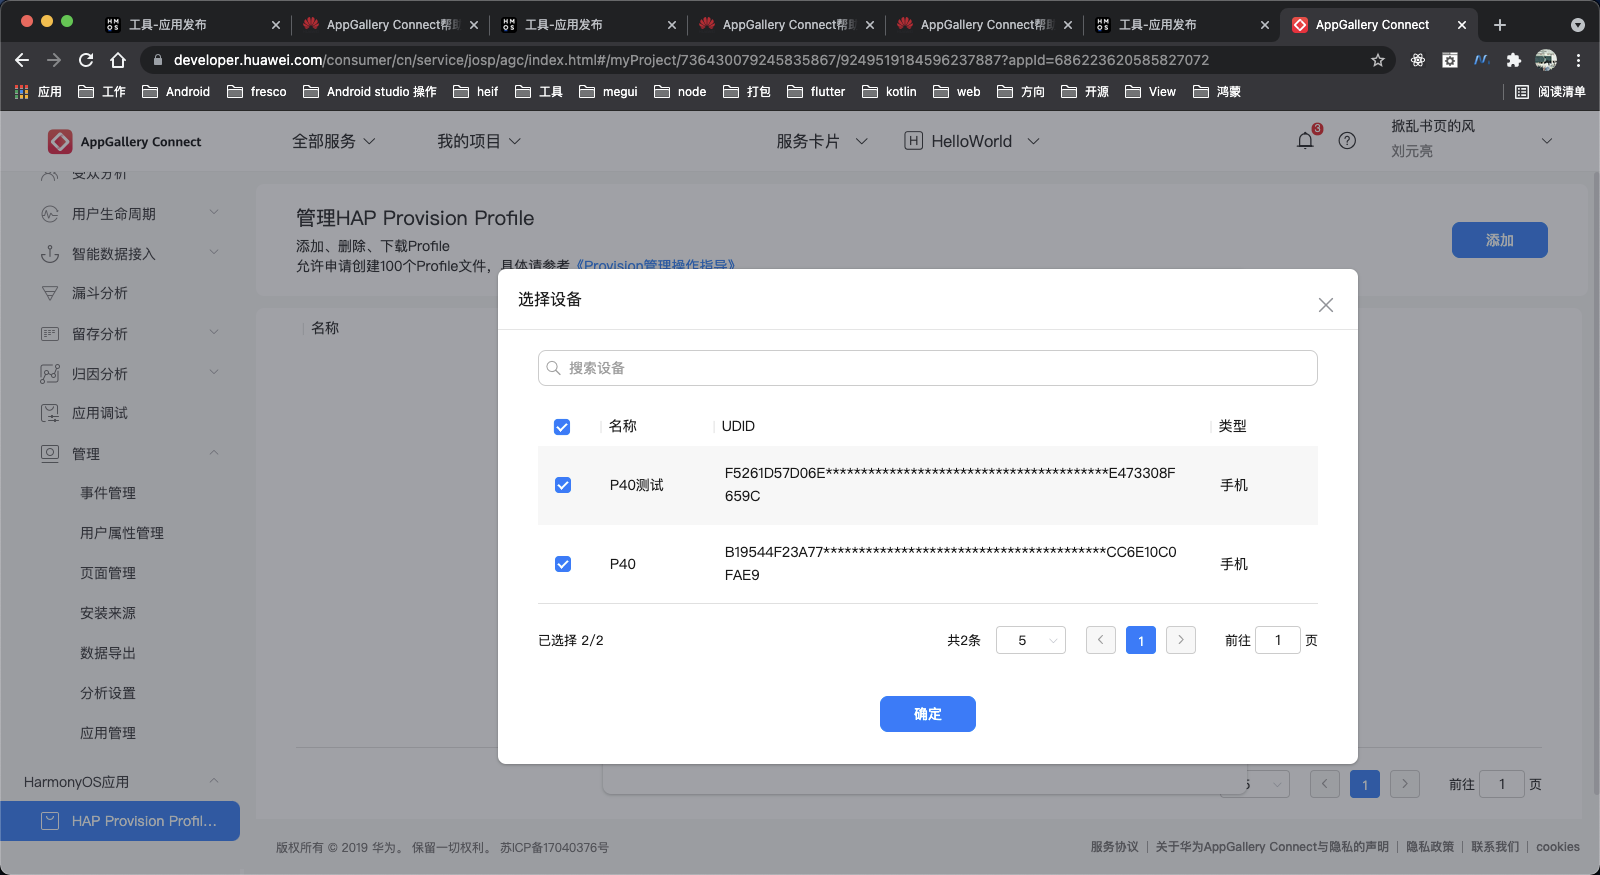 工具-应用发布
AppGallery Connect帮助
工具-应用发布
AppGallery Connect帮助
AppGallery Connect帮助
工具-应用发布
AppGallery Connect
developer.huawei.com/consumer/cn/service/josp/agc/index.html#/myProject/736430079245835867/9249519184596237887?appId=686223620585827072
应用
工作
Android
fresco
Android studio 操作
heif
工具
megui
node
打包
flutter
kotlin
web
方向
开源
View
鸿蒙
阅读清单
AppGallery Connect
全部服务
我的项目
服务卡片
H
HelloWorld
3
掀乱书页的风
刘元亮
受众分析
用户生命周期
智能数据接入
漏斗分析
留存分析
归因分析
应用调试
管理
事件管理
用户属性管理
页面管理
安装来源
数据导出
分析设置
应用管理
HarmonyOS应用
HAP Provision Profil...
管理HAP Provision Profile
添加、删除、下载Profile
允许申请创建100个Profile文件，具体请参考《Provision管理操作指导》
添加
名称
选择设备
搜索设备
名称
UDID
类型
P40测试
F5261D57D06E****************************************E473308F
659C
手机
P40
B19544F23A77****************************************CC6E10C0
FAE9
手机
已选择 2/2
共2条
5
1
前往
1
页
确定
5
1
前往
1
页
版权所有 © 2019 华为。 保留一切权利。 苏ICP备17040376号
服务协议
关于华为AppGallery Connect与隐私的声明
隐私政策
联系我们
cookies